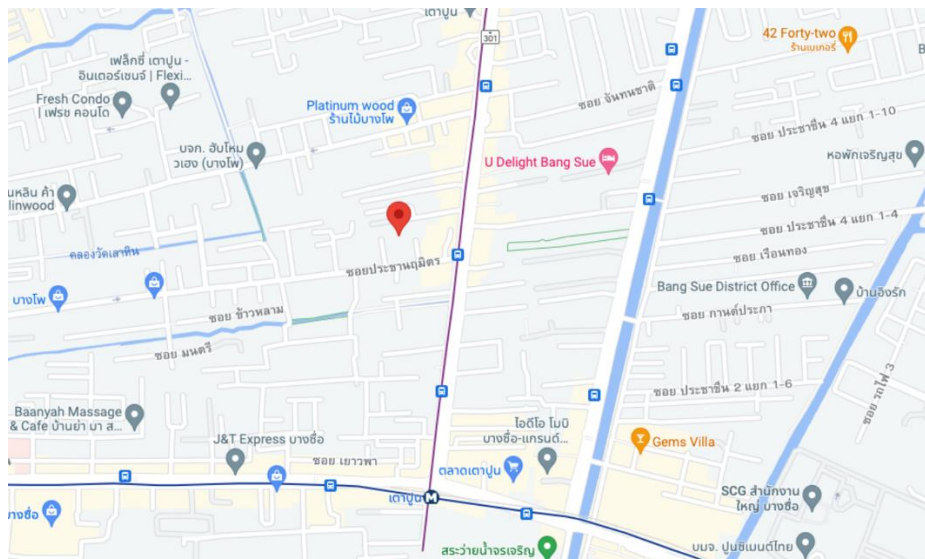 เตาปูน
301
42 Forty-two
ร้านเบเกอรี่
เฟล็กซี่ เตาปูน -
อินเตอร์เชนจ์ | Flexi...
Fresh Condo
| เฟรช คอนโด
Platinum wood
ร้านไม้บางโพ
ซอย จันทนชาติ
ซอย ประชาชื่น 4 แยก 1-10
บจก. ฮับโหม
วเฮง (บางโพ)
U Delight Bang Sue
หอพักเจริญสุข
ซอย เจริญสุข
นหลิน ค้า
linwood
ซอย ประชาชื่น 4 แยก 1-4
คลองวัดเสาหิน
ซอยประชานฤมิตร
ซอย เรือนทอง
Bang Sue District Office
บ้านอิงรัก
บางโพ
ซอย ข้าวหลาม
ซอย กานต์ประภา
ซอย มนตรี
ซอย รถไฟ 3
ซอย ประชาชื่น 2 แยก 1-6
Baanyah Massage
& Cafe บ้านย่า มา ส...
ไอดีโอ โมบิ
บางซื่อ-แกรนด์...
J&T Express บางซื่อ
Gems Villa
ซอย เยาวพา
ตลาดเตาปูน
เตาปูน
M
SCG สำนักงาน
ใหญ่ บางซื่อ
างซื่อ
สระว่ายน้ำจรเจริญ
บมจ. ปูนซิเมนต์ไทย